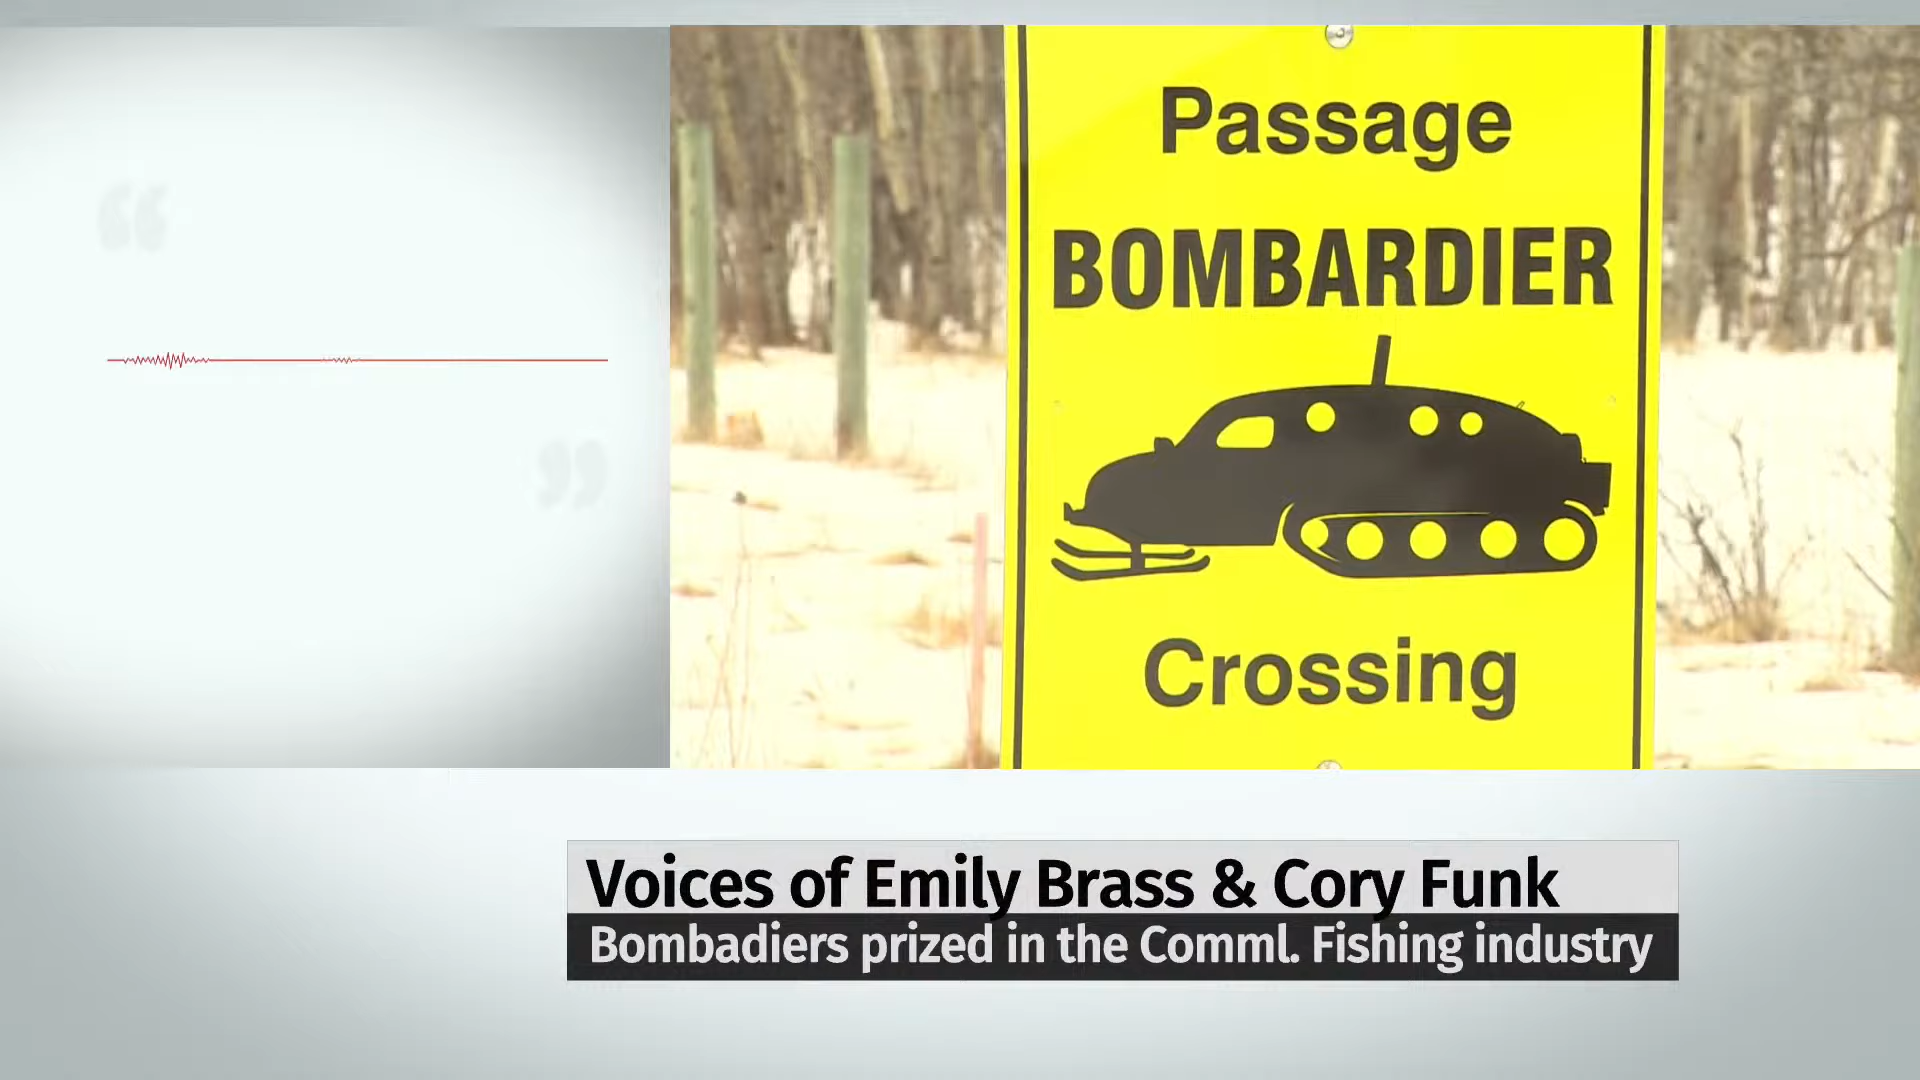 Passage
BOMBARDIER
Crossing
Voices of Emily Brass & Cory Funk
Bombadiers prized in the Comml. Fishing industry